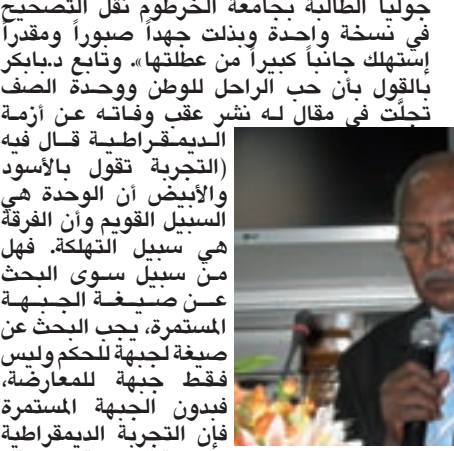 جوليا الطالبة بجامعة الخرطوم نقل التصحيح
في نسخة واحدة وبذلت جهداً صبوراً ومقدراً
إستهلك جانباً كبيراً من عطلتها». وتابع د.بابكر
بالقول بأن حب الراحل للوطن ووحدة الصف
تجلَّت في مقال له نشر عقب وفاته عن أزمة
الديمقراطية قال فيه
(التجربة تقول بالأسود
والأبيض أن الوحدة هي
السبيل القويم وأن الفرقة
هي سبيل التهلكة. فهل
من سبيل سوى البحث
عن صيغة الجبهة
المستمرة، يجب البحث عن
صيغة لجبهة للحكم وليس
فقط جبهة للمعارضة،
فبدون الجبهة المستمرة
فإن التجربة الديمقراطية